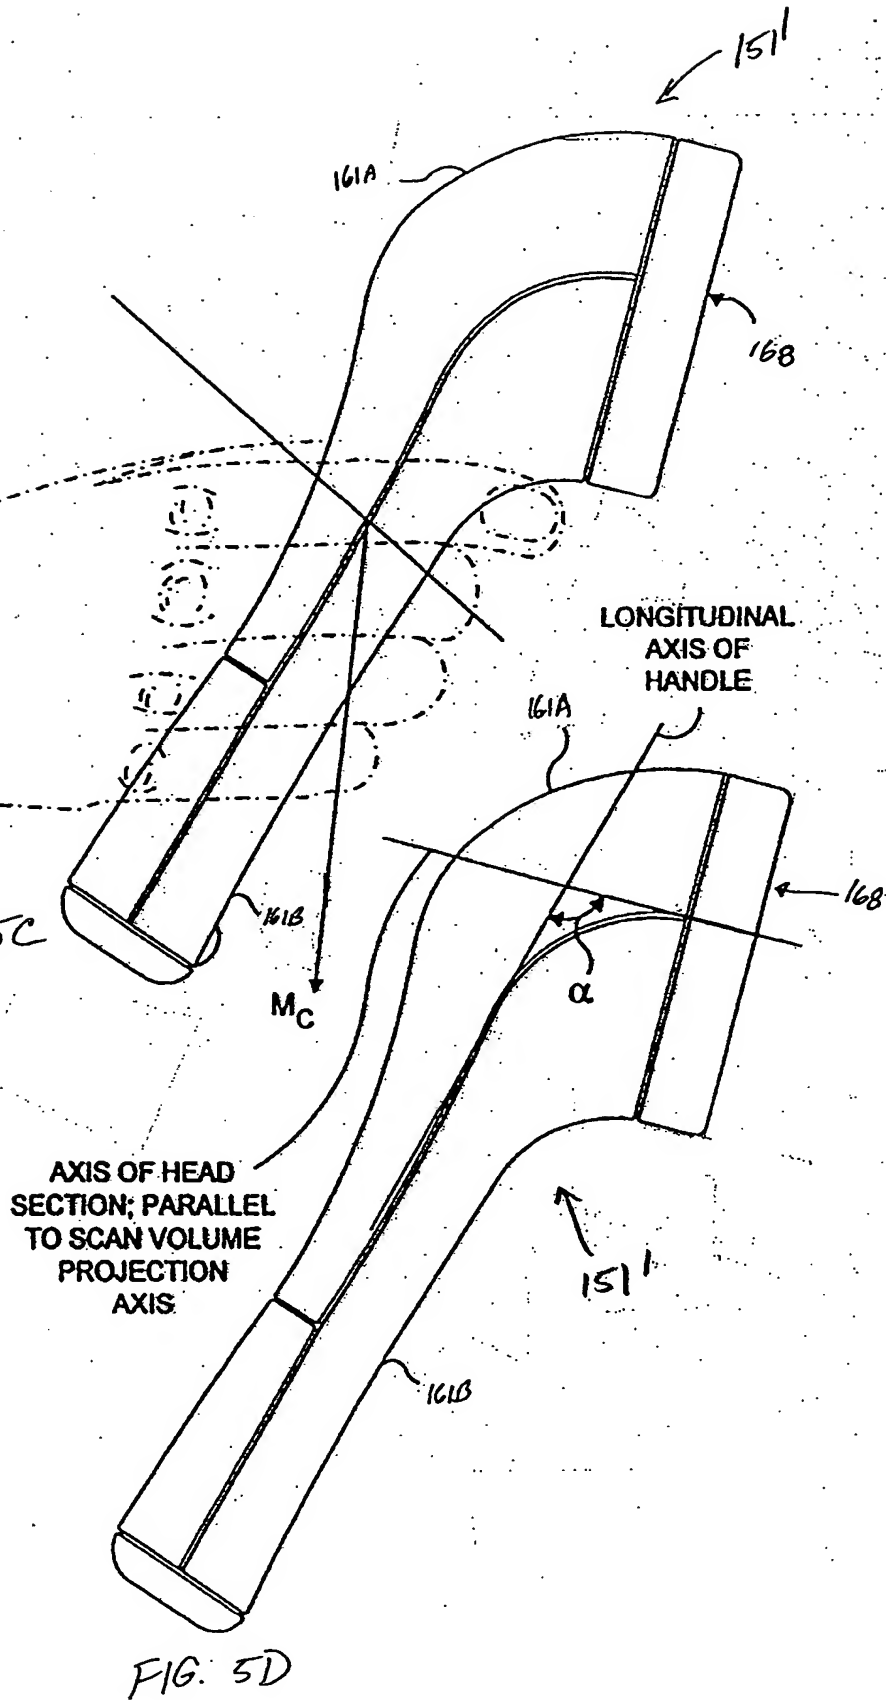 151'
161A
168
LONGITUDINAL
AXIS OF
HANDLE
161A
168
5C
161B
MC
α
AXIS OF HEAD
SECTION; PARALLEL
TO SCAN VOLUME
PROJECTION
AXIS
151'
161B
FIG. 5D